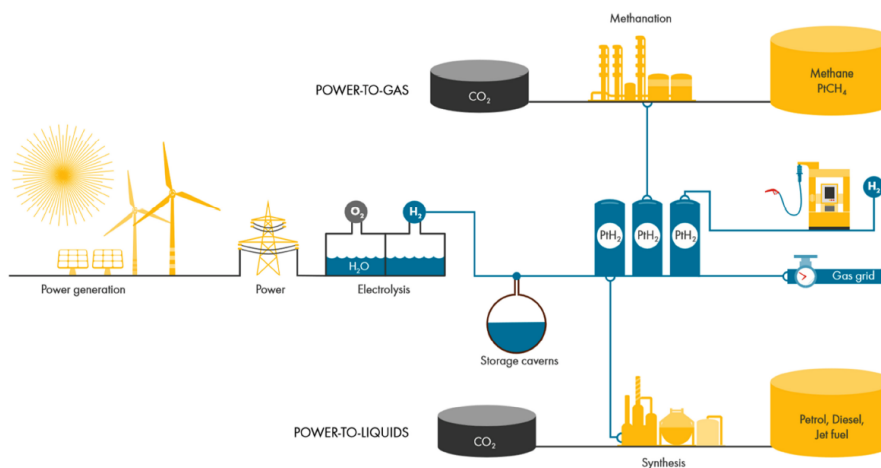 Methanation
POWER-TO-GAS
CO₂
Methane
PtCH₄
O₂
H₂
H₂
PtH₂
PtH₂
PtH₂
H₂O
Gas grid
Power generation
Power
Electrolysis
Storage caverns
POWER-TO-LIQUIDS
CO₂
Petrol, Diesel,
Jet fuel
Synthesis